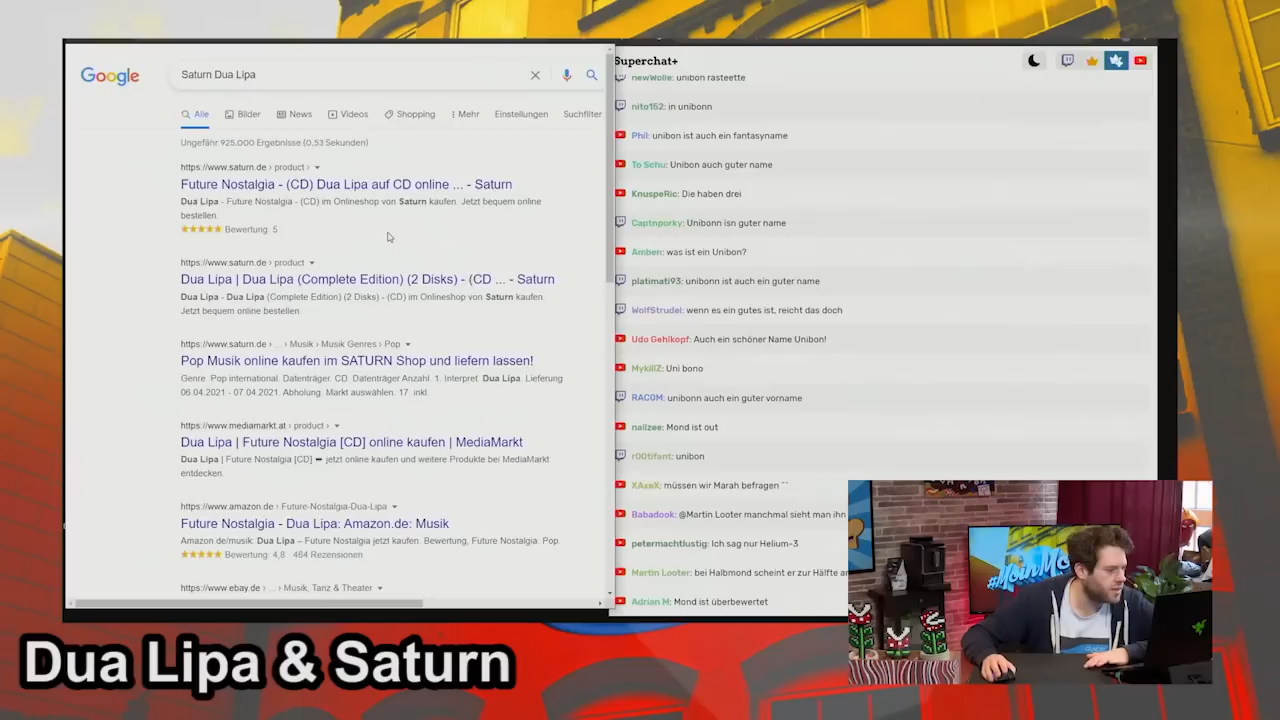 Google
Saturn Dua Lipa
Alle
Bilder
News
Videos
Shopping
Mehr
Einstellungen
Suchfilter
Ungefähr 925.000 Ergebnisse (0,53 Sekunden)
https://www.saturn.de › product ›
Future Nostalgia - (CD) Dua Lipa auf CD online ... - Saturn
Dua Lipa - Future Nostalgia - (CD) im Onlineshop von Saturn kaufen. Jetzt bequem online
bestellen.
Bewertung: 5
https://www.saturn.de › product
Dua Lipa | Dua Lipa (Complete Edition) (2 Disks) - (CD ... - Saturn
Dua Lipa - Dua Lipa (Complete Edition) (2 Disks) - (CD) im Onlineshop von Saturn kaufen.
Jetzt bequem online bestellen.
https://www.saturn.de › ... › Musik › Musik Genres › Pop
Pop Musik online kaufen im SATURN Shop und liefern lassen!
Genre. Pop international. Datenträger. CD. Datenträger Anzahl. 1. Interpret. Dua Lipa. Lieferung
06.04.2021 - 07.04.2021. Abholung. Markt auswählen. 17. inkl.
https://www.mediamarkt.at › product ›
Dua Lipa | Future Nostalgia [CD] online kaufen | MediaMarkt
Dua Lipa | Future Nostalgia [CD] ➨ jetzt online kaufen und weitere Produkte bei MediaMarkt
entdecken.
https://www.amazon.de › Future-Nostalgia-Dua-Lipa
Future Nostalgia - Dua Lipa: Amazon.de: Musik
Amazon.de/musik: Dua Lipa – Future Nostalgia jetzt kaufen. Bewertung, Future Nostalgia. Pop.
Bewertung: 4,8 · 464 Rezensionen
https://www.ebay.de › ... › Musik, Tanz & Theater
Superchat+
newWolle: unibon rasteette
nito152: in unibonn
Phil: unibon ist auch ein fantasyname
To Schu: Unibon auch guter name
KnuspeRic: Die haben drei
Captnporky: Unibonn isn guter name
Amben: was ist ein Unibon?
platimati93: unibonn ist auch ein guter name
WolfStrudel: wenn es ein gutes ist, reicht das doch
Udo Gehlkopf: Auch ein schöner Name Unibon!
MykillZ: Uni bono
RAC0M: unibonn auch ein guter vorname
nailzee: Mond ist out
r00tifant: unibon
XAxeX: müssen wir Marah befragen ^^
Babadook: @Martin Looter manchmal sieht man ihn
petermachtlustig: Ich sag nur Helium-3
Martin Looter: bei Halbmond scheint er zur Hälfte
Adrian M: Mond ist überbewertet
Dua Lipa & Saturn